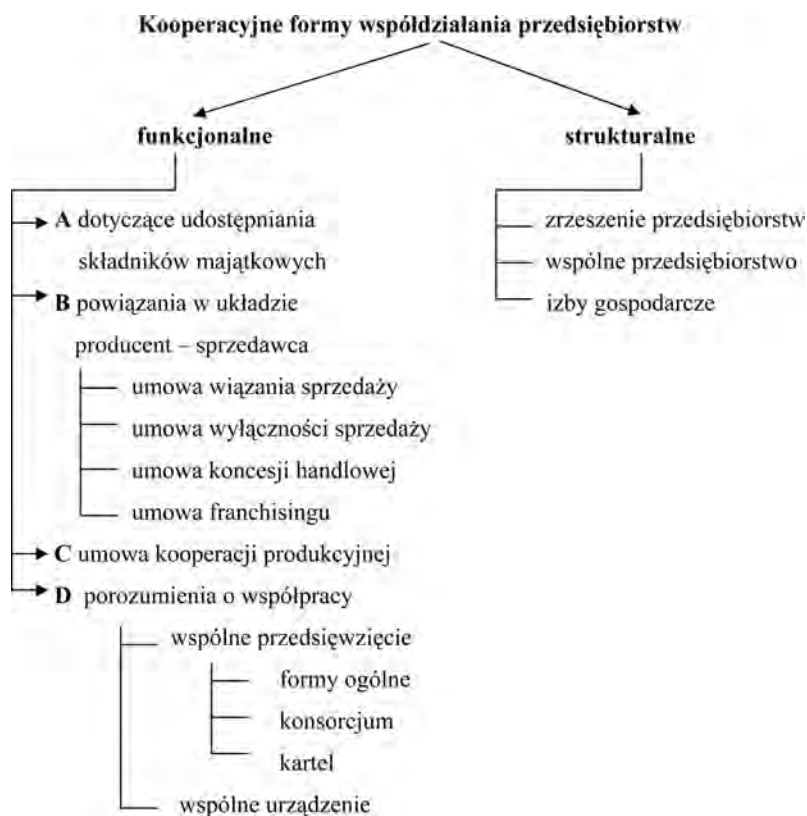 Kooperacyjne formy współdziałania przedsiębiorstw
funkcjonalne
A dotyczące udostępniania
składników majątkowych
B powiązania w układzie
producent – sprzedawca
umowa wiązania sprzedaży
umowa wyłączności sprzedaży
umowa koncesji handlowej
umowa franchisingu
C umowa kooperacji produkcyjnej
D porozumienia o współpracy
wspólne przedsięwzięcie
formy ogólne
konsorcjum
kartel
wspólne urządzenie
strukturalne
zrzeszenie przedsiębiorstw
wspólne przedsiębiorstwo
izby gospodarcze